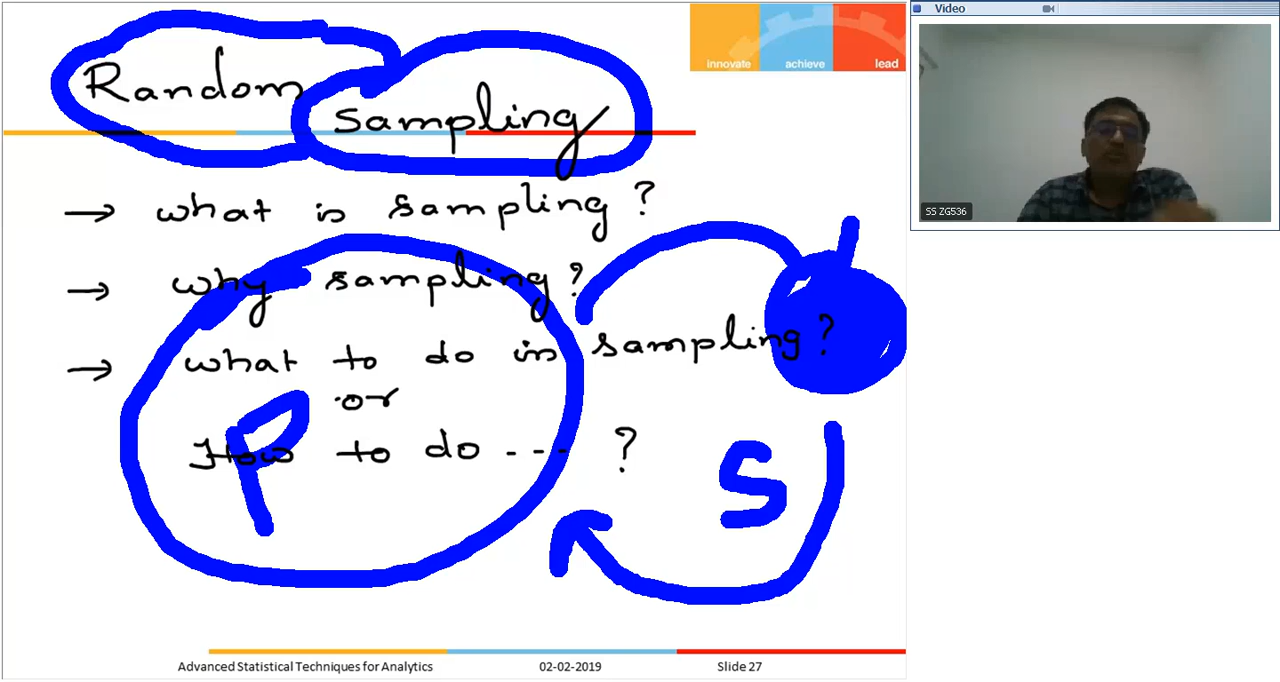 Video
innovate achieve lead
Random
sampling
SS ZG536
→ what is sampling?
→ why sampling?
→ what to do in sampling?
or
How to do --- ?
P
S
Advanced Statistical Techniques for Analytics 02-02-2019 Slide 27